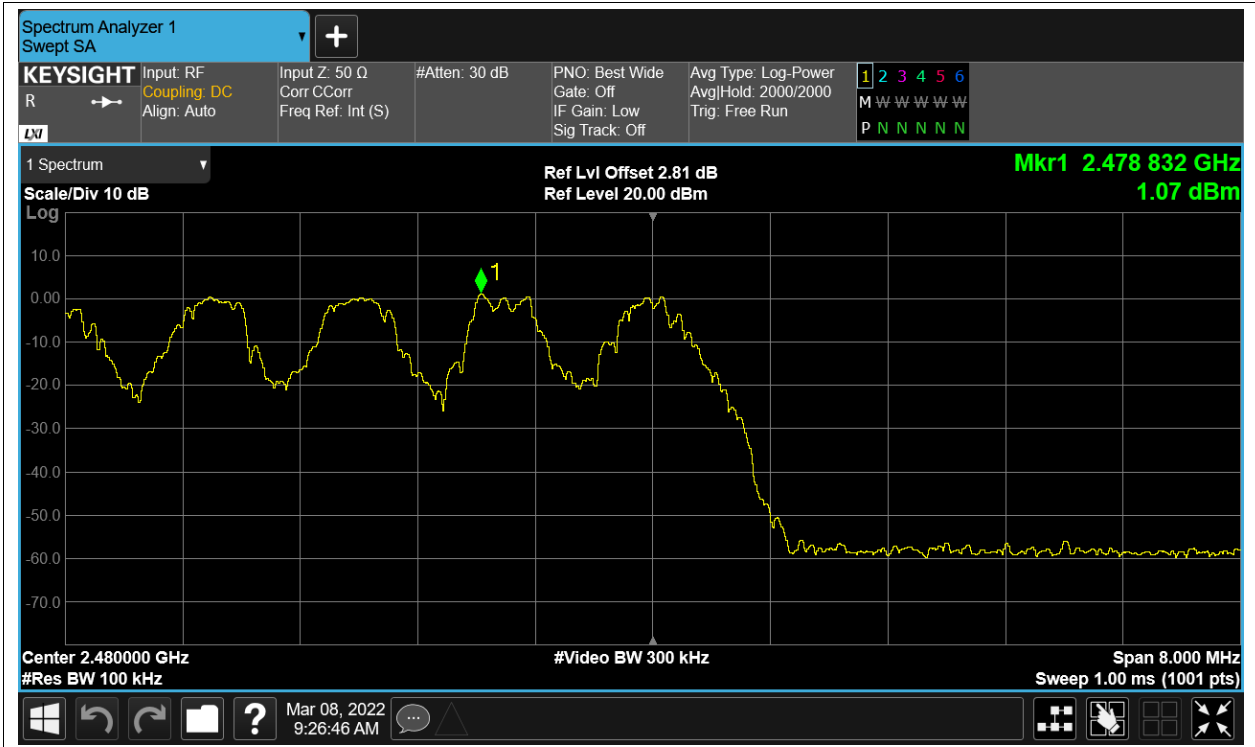 Spectrum Analyzer 1
Swept SA
KEYSIGHT
R
LXI
Input: RF
Coupling: DC
Align: Auto
Input Z: 50 Ω
Corr CCorr
Freq Ref: Int (S)
#Atten: 30 dB
PNO: Best Wide
Gate: Off
IF Gain: Low
Sig Track: Off
Avg Type: Log-Power
Avg|Hold: 2000/2000
Trig: Free Run
1 2 3 4 5 6
M W W W W W W
P N N N N N N
1 Spectrum
Scale/Div 10 dB
Log
Ref Lvl Offset 2.81 dB
Ref Level 20.00 dBm
Mkr1 2.478 832 GHz
1.07 dBm
1
10.0
0.00
-10.0
-20.0
-30.0
-40.0
-50.0
-60.0
-70.0
Center 2.480000 GHz
#Res BW 100 kHz
#Video BW 300 kHz
Span 8.000 MHz
Sweep 1.00 ms (1001 pts)
?
Mar 08, 2022
9:26:46 AM